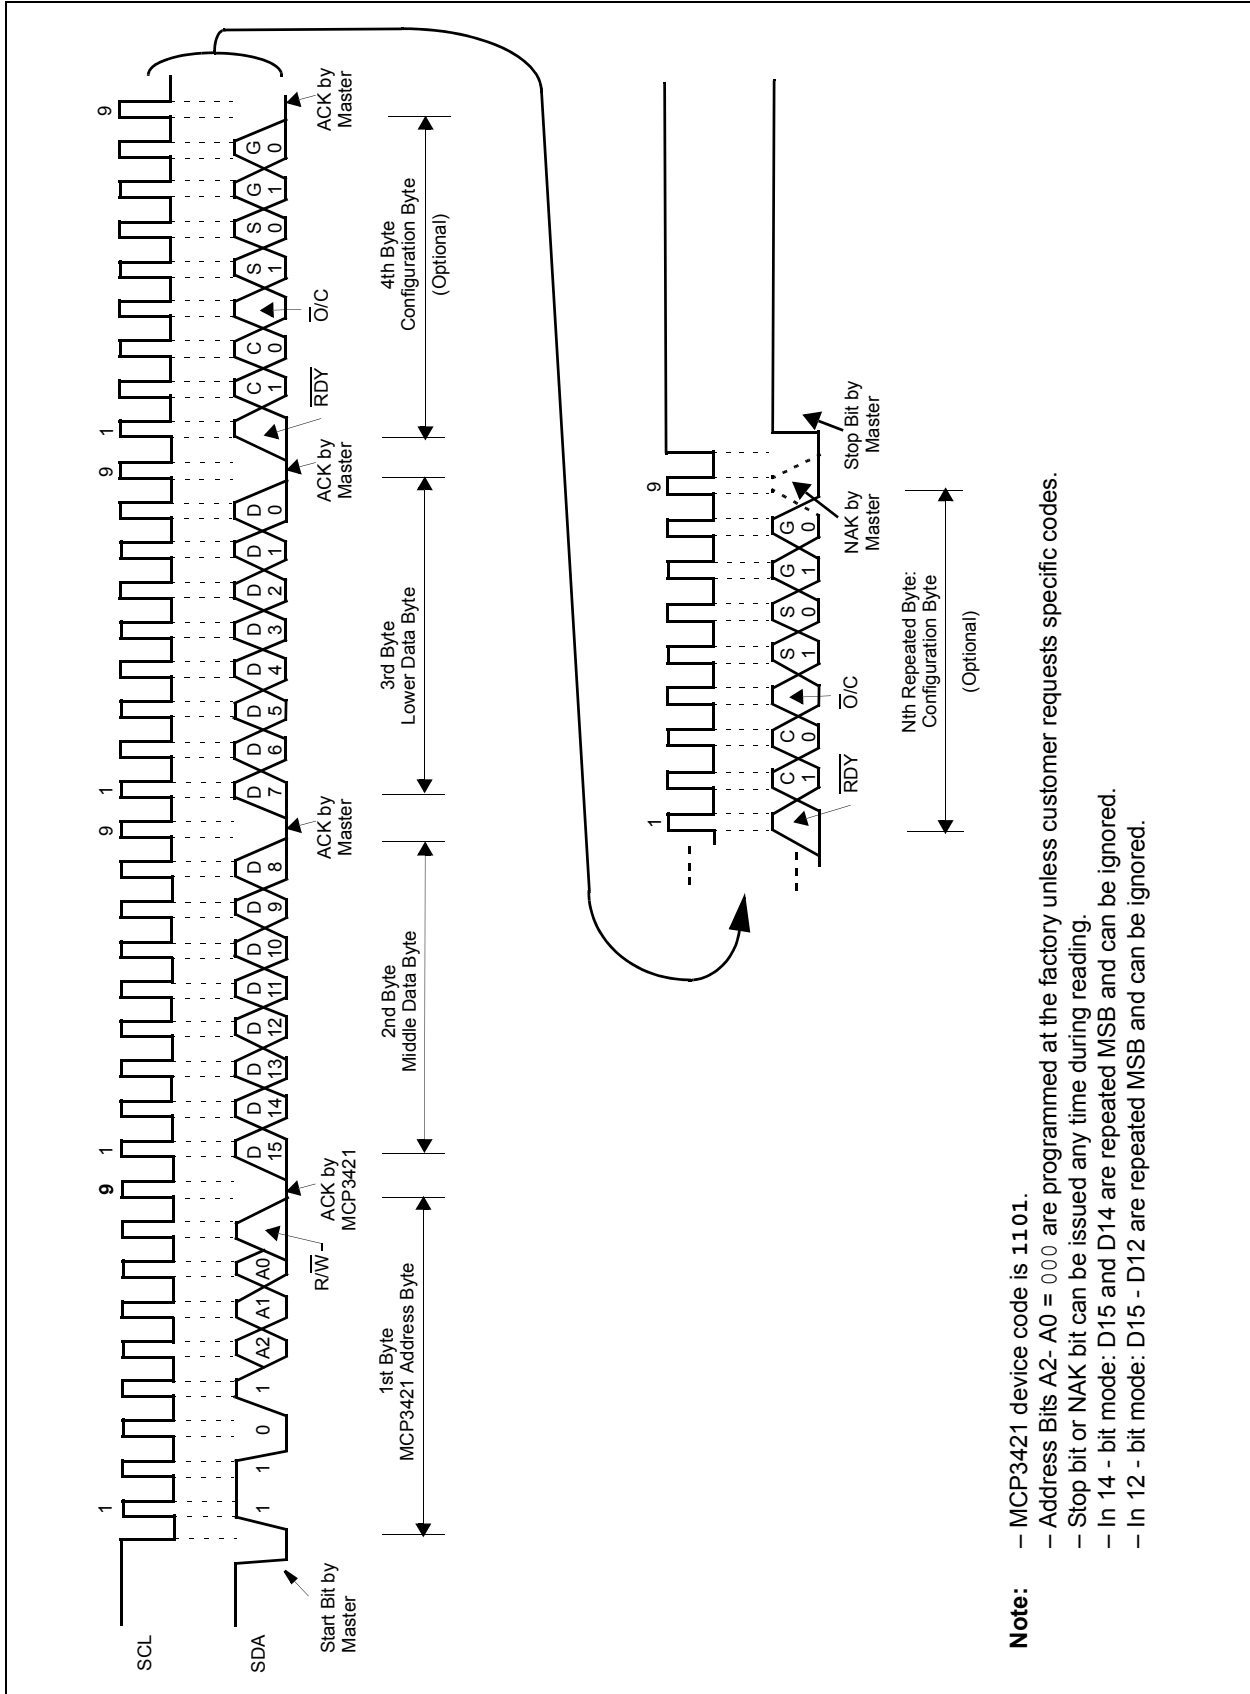 SCL
1 9 1 9 1 9 1 9
SDA
1 1 0 1 A2 A1 A0
D 15 D 14 D 13 D 12 D 11 D 10 D 9 D 8
D 7 D 6 D 5 D 4 D 3 D 2 D 1 D 0
C 1 C 0 S 1 S 0 G 1 G 0
Start Bit by
Master
R/W
ACK by
MCP3421
ACK by
Master
ACK by
Master
RDY
O/C
ACK by
Master
1st Byte
MCP3421 Address Byte
2nd Byte
Middle Data Byte
3rd Byte
Lower Data Byte
4th Byte
Configuration Byte
(Optional)
1 9
C 1 C 0 S 1 S 0 G 1 G 0
RDY
O/C
NAK by
Master
Stop Bit by
Master
Nth Repeated Byte:
Configuration Byte
(Optional)
Note: – MCP3421 device code is 1101.
– Address Bits A2- A0 = 000 are programmed at the factory unless customer requests specific codes.
– Stop bit or NAK bit can be issued any time during reading.
– In 14 - bit mode: D15 and D14 are repeated MSB and can be ignored.
– In 12 - bit mode: D15 - D12 are repeated MSB and can be ignored.